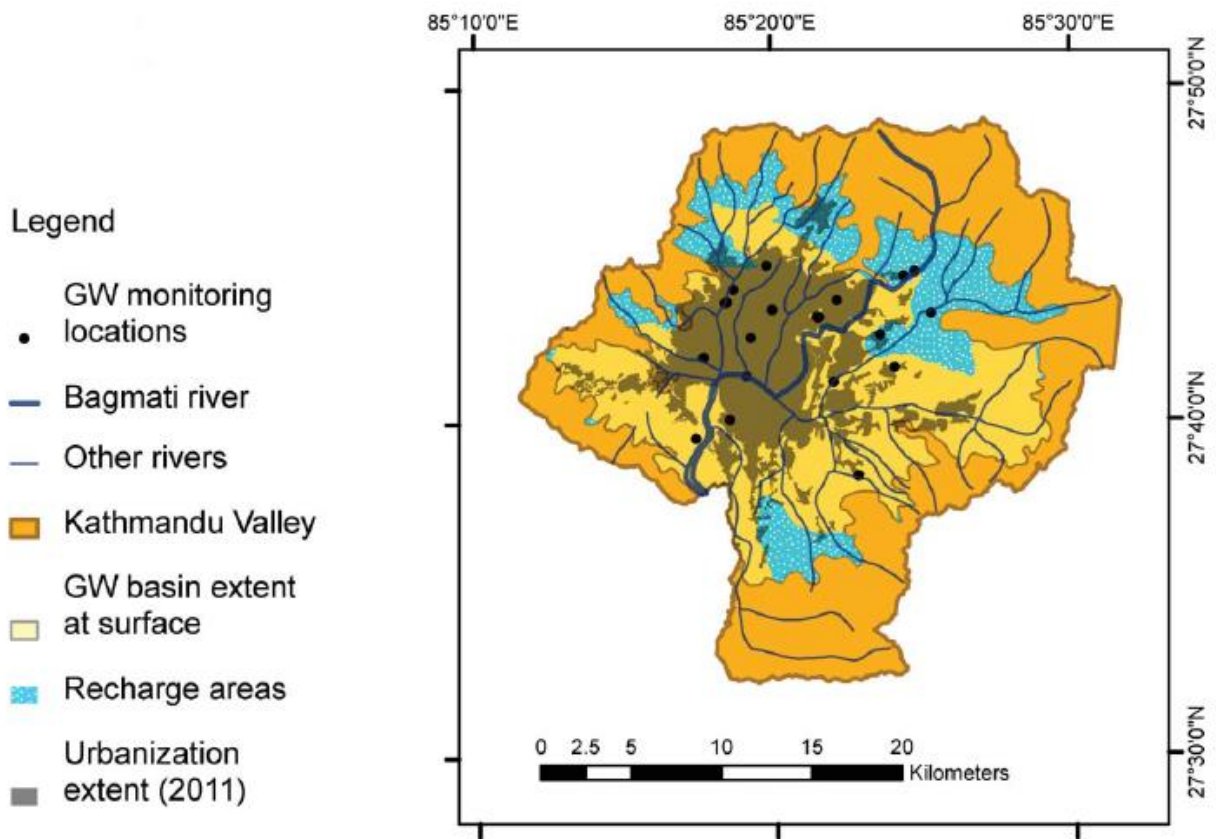 85°10'0"E 85°20'0"E 85°30'0"E
27°50'0"N
27°40'0"N
27°30'0"N
Legend
GW monitoring
locations
Bagmati river
Other rivers
Kathmandu Valley
GW basin extent
at surface
Recharge areas
Urbanization
extent (2011)
0 2.5 5 10 15 20
Kilometers